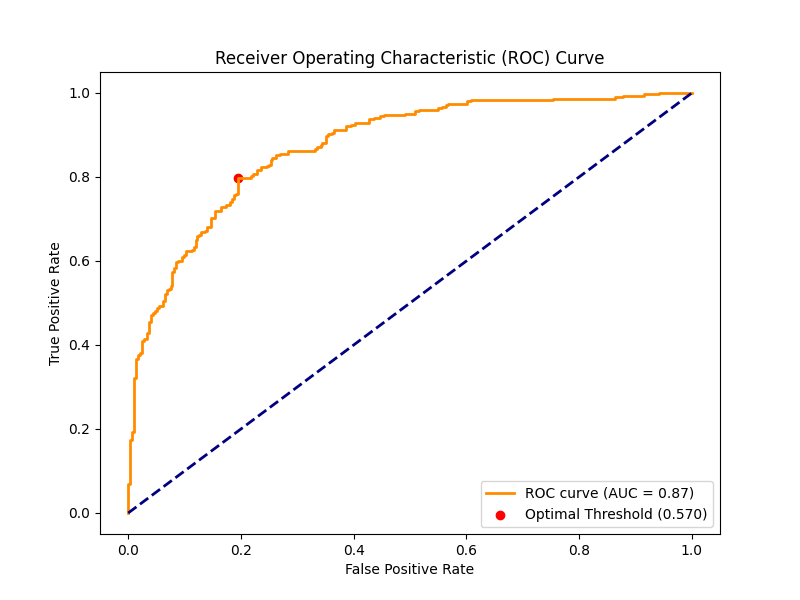 Receiver Operating Characteristic (ROC) Curve
True Positive Rate
1.0
0.8
0.6
0.4
0.2
0.0
0.0 0.2 0.4 0.6 0.8 1.0
False Positive Rate
ROC curve (AUC = 0.87)
Optimal Threshold (0.570)